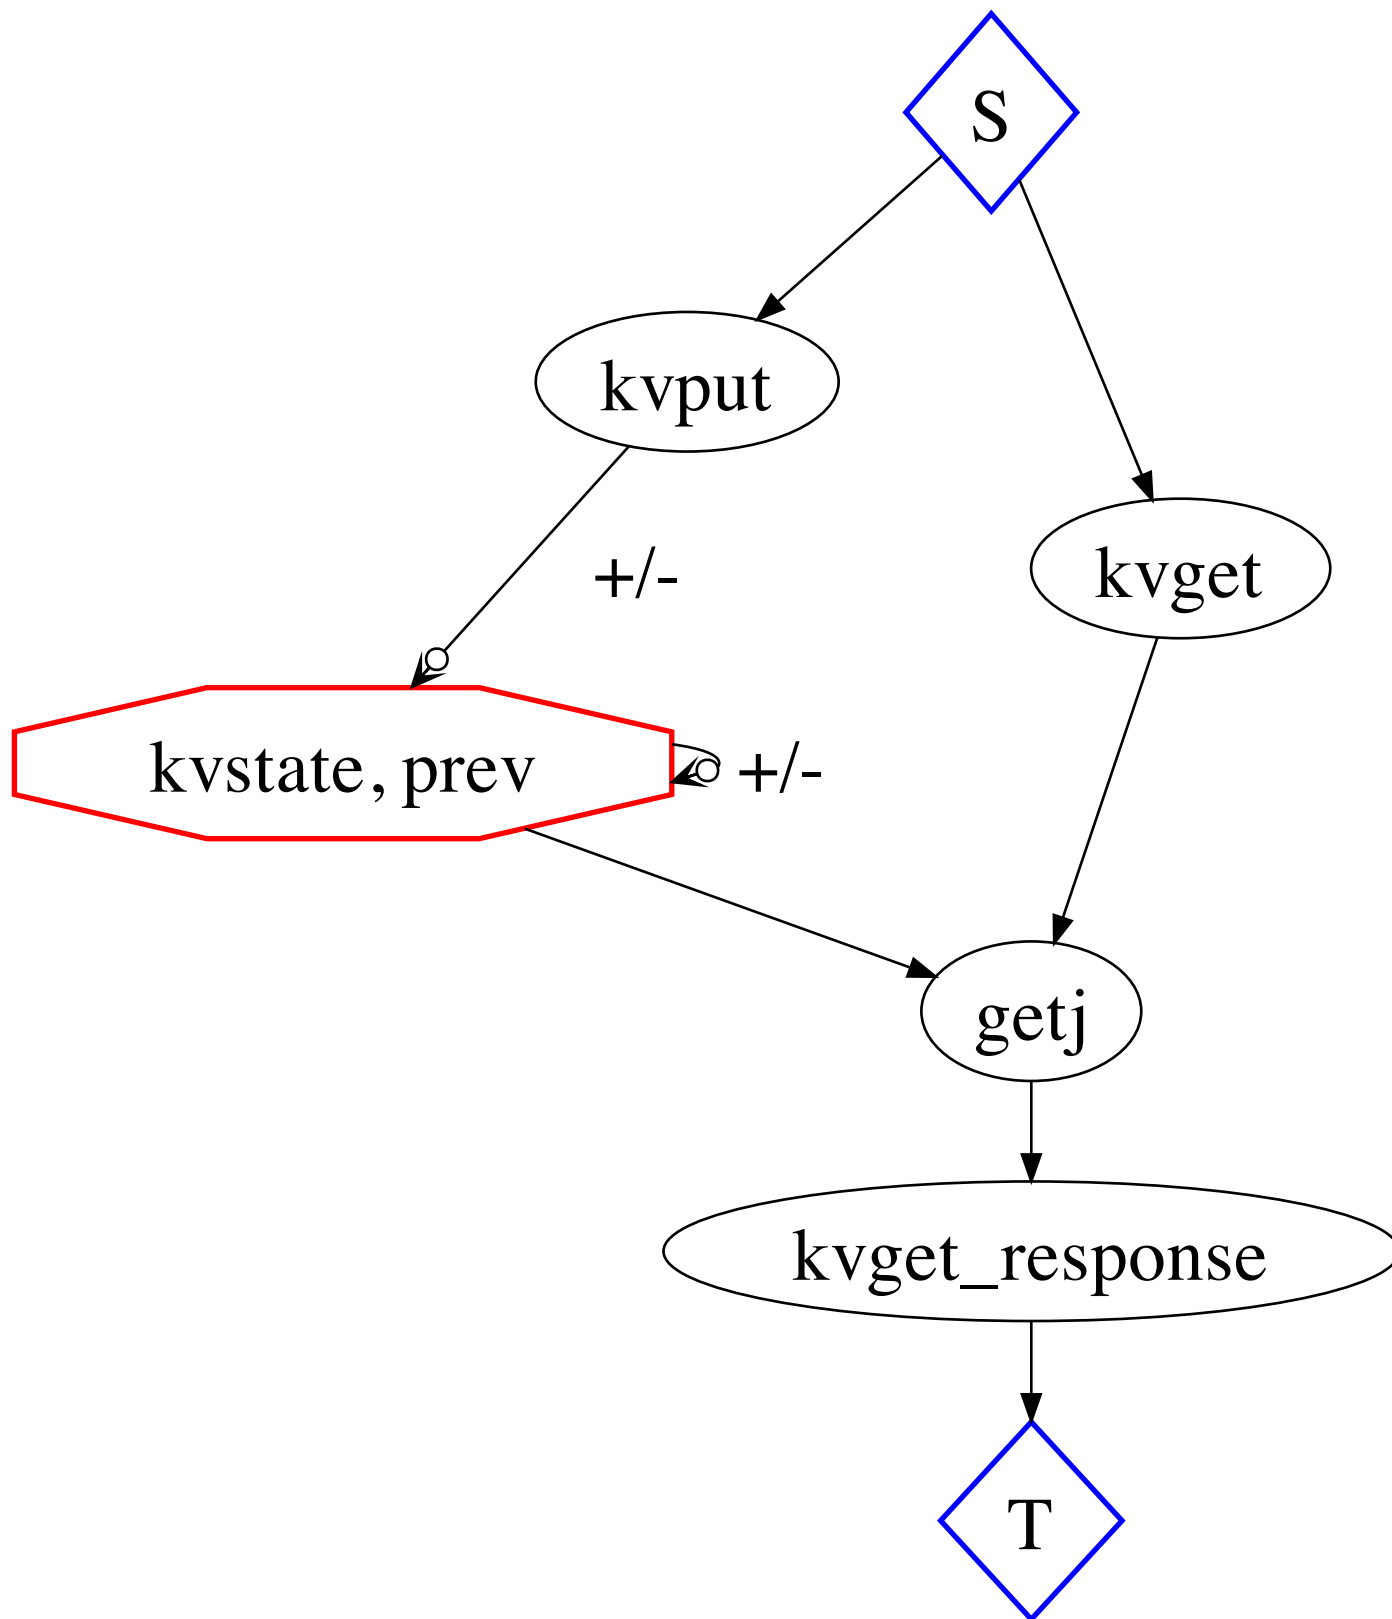 S
kvput
+/-
kvget
kvstate, prev
+/-
getj
kvget_response
T